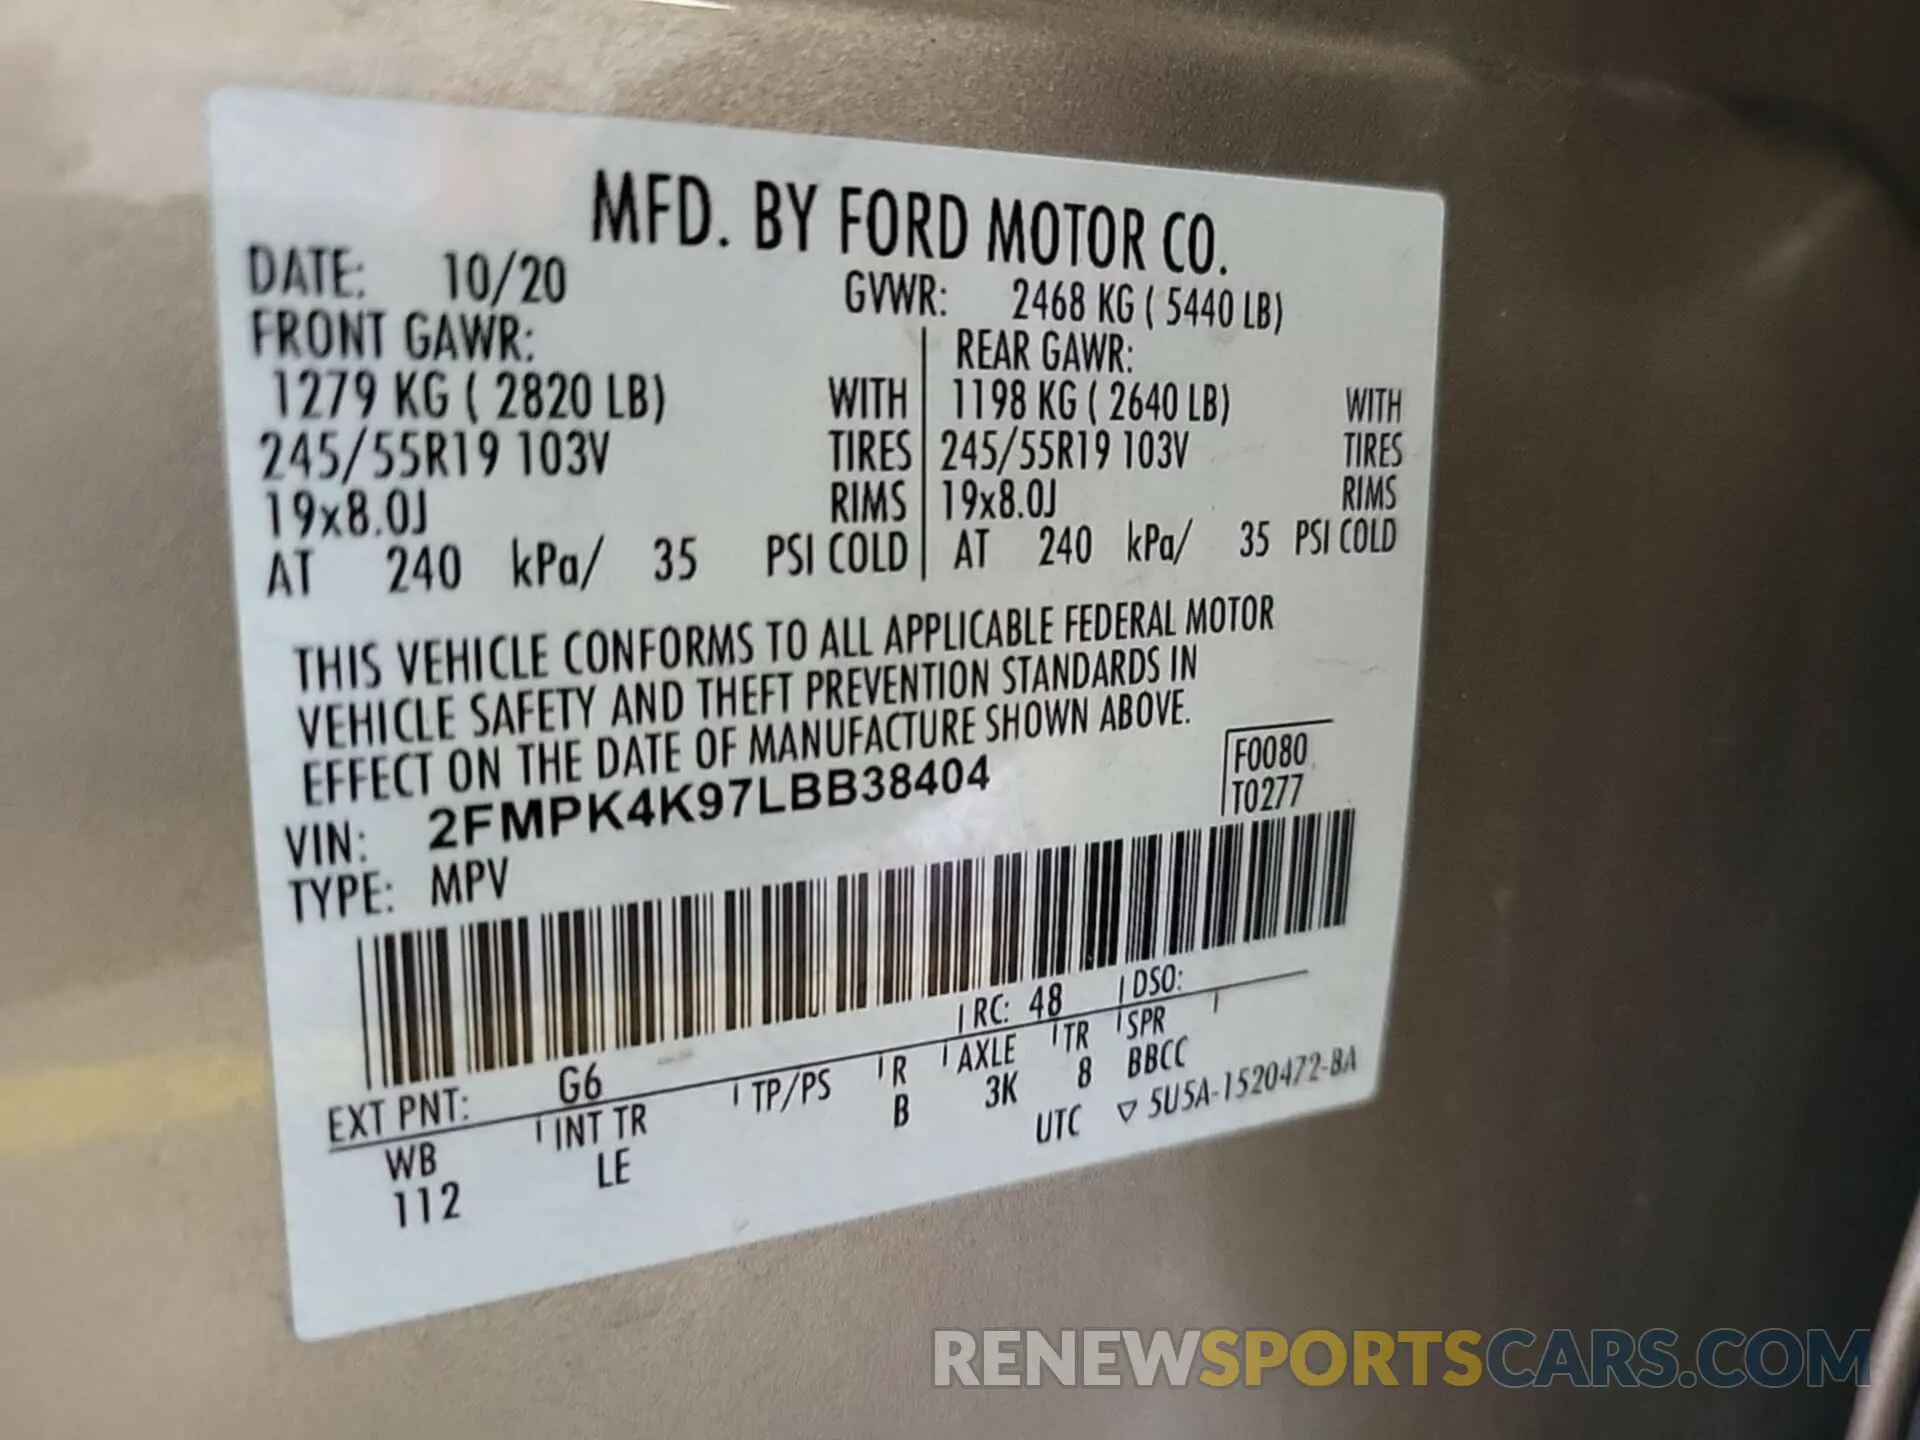 MFD. BY FORD MOTOR CO.
DATE: 10/20 GVWR: 2468 KG ( 5440 LB)
FRONT GAWR: REAR GAWR:
1279 KG ( 2820 LB) WITH 1198 KG ( 2640 LB) WITH
245/55R19 103V TIRES 245/55R19 103V TIRES
19x8.0J RIMS 19x8.0J RIMS
AT 240 kPa/ 35 PSI COLD AT 240 kPa/ 35 PSI COLD
THIS VEHICLE CONFORMS TO ALL APPLICABLE FEDERAL MOTOR
VEHICLE SAFETY AND THEFT PREVENTION STANDARDS IN
EFFECT ON THE DATE OF MANUFACTURE SHOWN ABOVE.
VIN: 2FMPK4K97LBB38404 F0080
TYPE: MPV T0277
EXT PNT: G6 RC: 48 DSO:
WB INT TR TP/PS R AXLE TR SPR
112 LE B 3K 8 BBCC
UTC ▽ 5U5A-1520472-BA
RENEWSPORTSCARS.COM